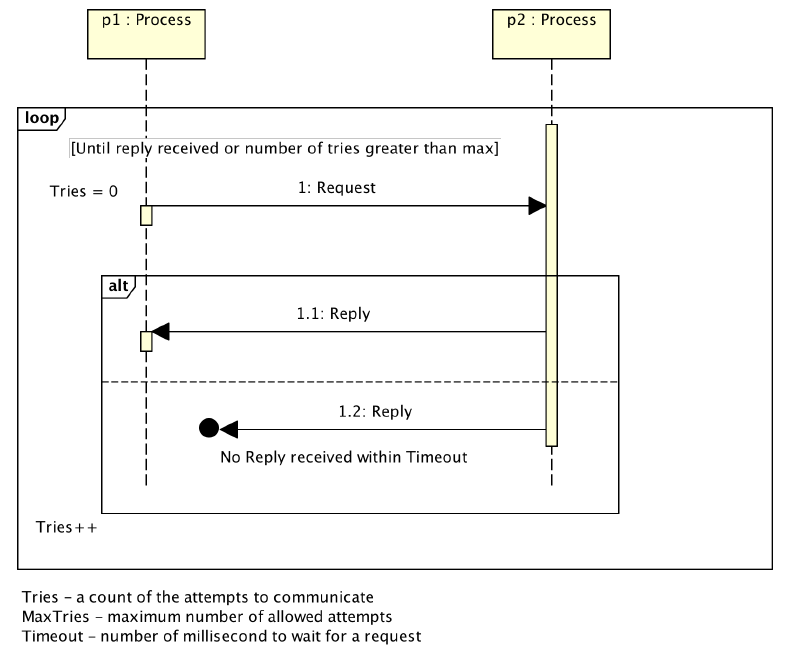 p1 : Process
p2 : Process
loop
[Until reply received or number of tries greater than max]
Tries = 0
1: Request
alt
1.1: Reply
1.2: Reply
No Reply received within Timeout
Tries++
Tries – a count of the attempts to communicate
MaxTries – maximum number of allowed attempts
Timeout – number of millisecond to wait for a request